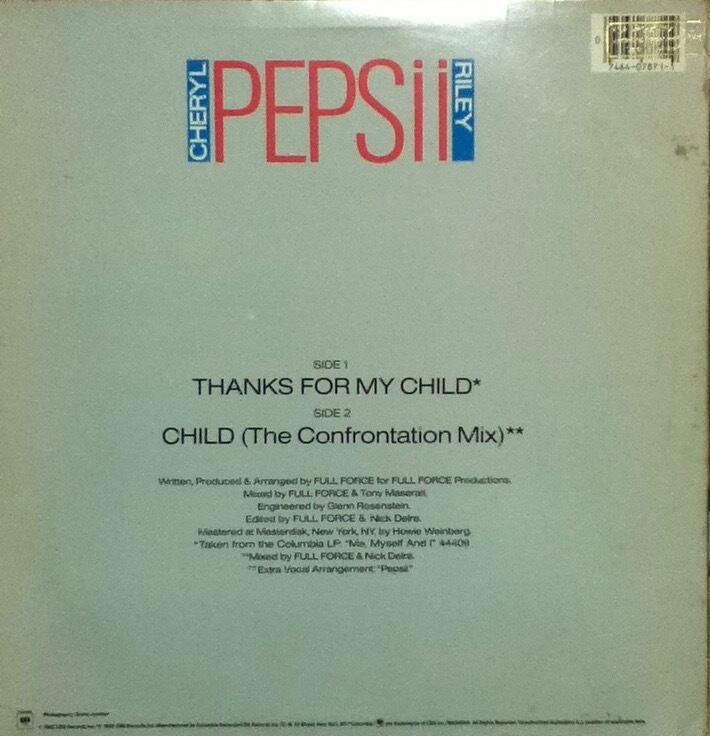 CHERYL
PEPSii
RILEY
0
7464-07871-1
SIDE 1
THANKS FOR MY CHILD*
SIDE 2
CHILD (The Confrontation Mix)**
Written, Produced & Arranged by FULL FORCE for FULL FORCE Productions.
Mixed by FULL FORCE & Tony Maserati.
Engineered by Glenn Rosenstein.
Edited by FULL FORCE & Nick Delre.
Mastered at Masterdisk, New York, NY by Howie Weinberg.
*Taken from the Columbia LP: "Me, Myself And I" 44409
**Mixed by FULL FORCE & Nick Delre.
**Extra Vocal Arrangement: "Pepsii"
Photography: